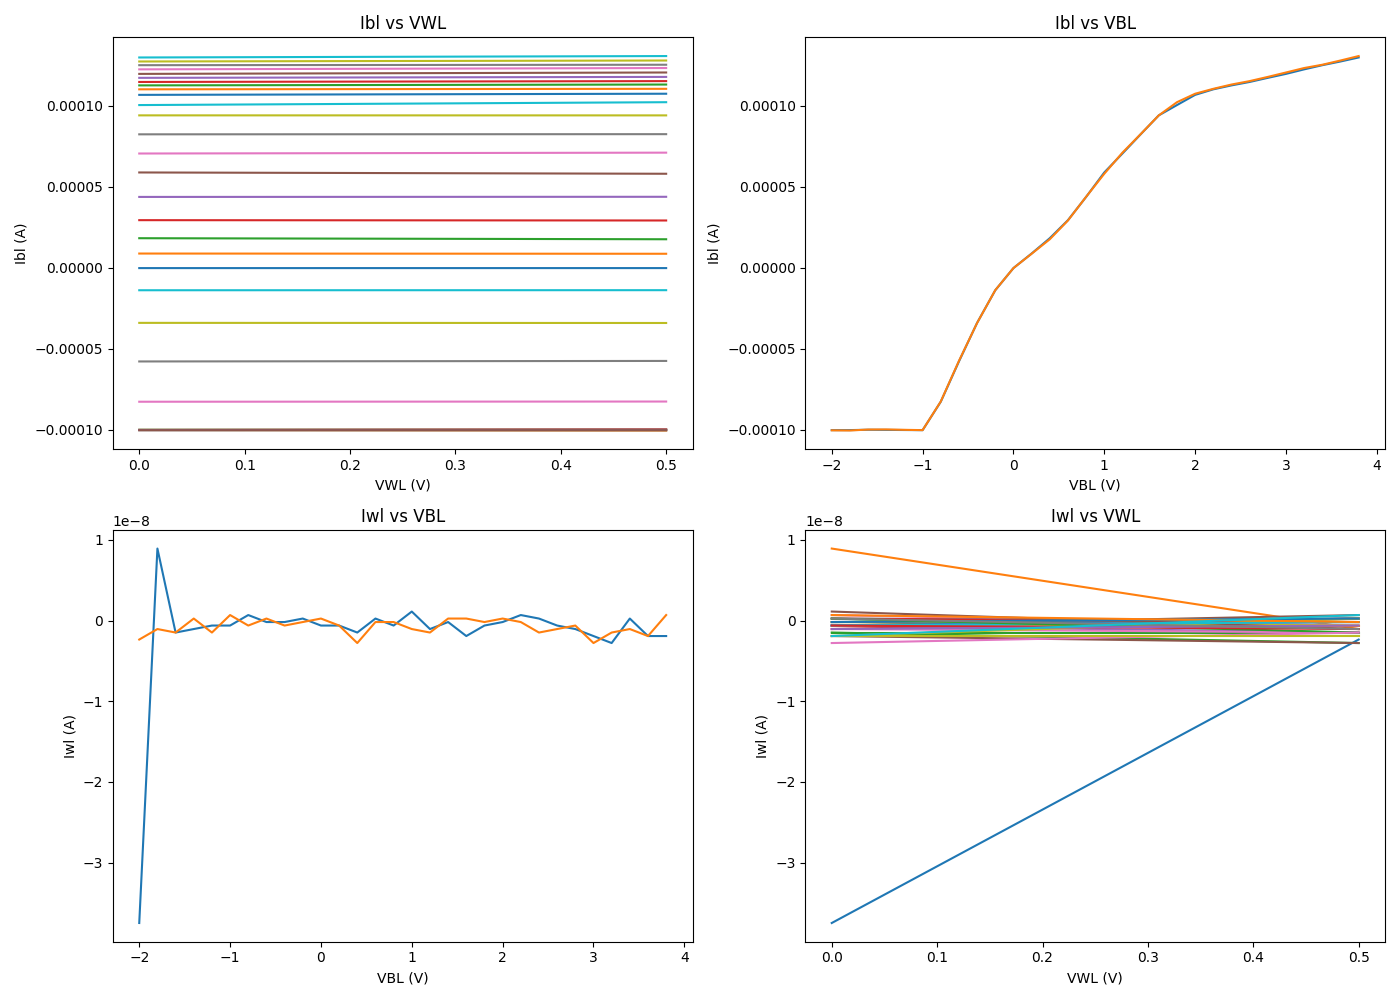 Ibl vs VWL
Ibl (A)
0.00010
0.00005
0.00000
−0.00005
−0.00010
0.0 0.1 0.2 0.3 0.4 0.5
VWL (V)
Ibl vs VBL
Ibl (A)
0.00010
0.00005
0.00000
−0.00005
−0.00010
−2 −1 0 1 2 3 4
VBL (V)
Iwl vs VBL
1e−8
Iwl (A)
1
0
−1
−2
−3
−2 −1 0 1 2 3 4
VBL (V)
Iwl vs VWL
1e−8
Iwl (A)
1
0
−1
−2
−3
0.0 0.1 0.2 0.3 0.4 0.5
VWL (V)